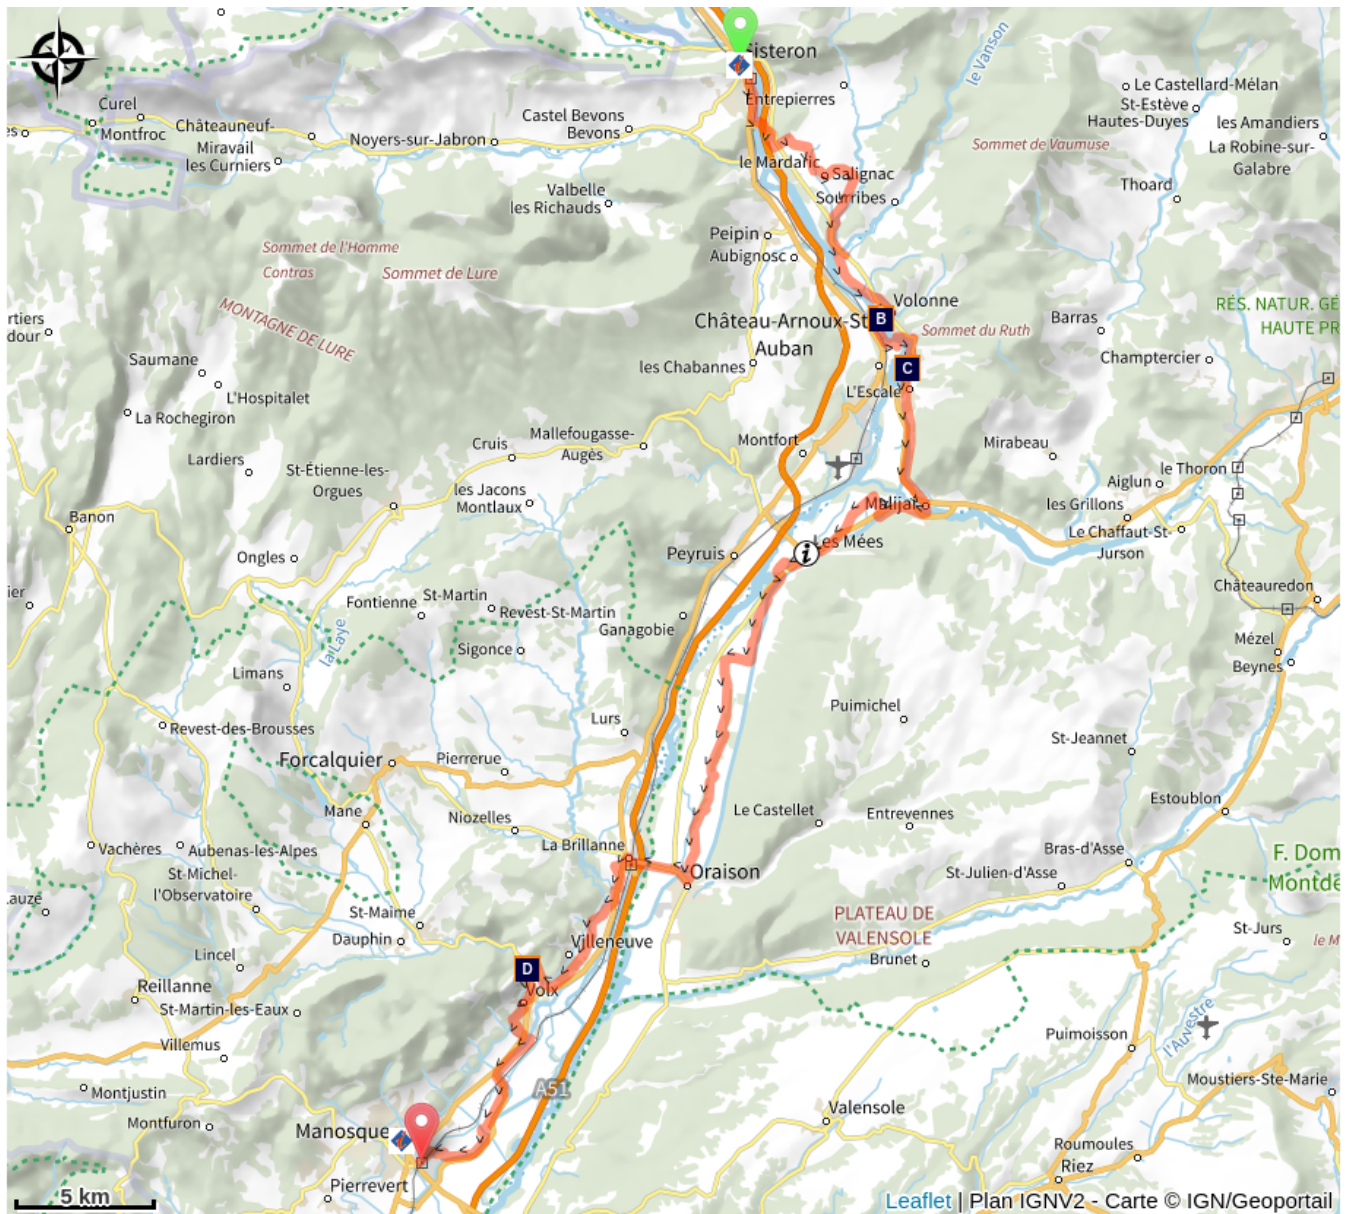 Sisteron
le Vanson
Entrepierres
Le Castellard-Mélan
St-Estève
Hautes-Duyes
les Amandiers
La Robine-sur-
Galabre
Curel
Montfroc
Châteauneuf-
Miravail
les Curniers
Noyers-sur-Jabron
Castel Bevons
Bevons
le Mardaric
Salignac
Sourribes
Sommet de Vaumuse
Thoard
Valbelle
les Richauds
Peipin
Aubignosc
Sommet de l'Homme
Contras
Sommet de Lure
MONTAGNE DE LURE
Volonne
B
Château-Arnoux-St-
Auban
Sommet du Ruth
Barras
RÉS. NATUR. GÉ
HAUTE PR
Champtercier
rtiers
dour
Saumane
L'Hospitalet
La Rochegiron
les Chabannes
C
L'Escale
Montfort
Mallefougasse-
Augès
Cruis
Lardiers
St-Étienne-les-
Orgues
les Jacons
Montlaux
Mirabeau
le Thoron
Aiglun
les Grillons
Le Chaffaut-St-
Jurson
Malijai
Les Mées
i
Banon
Peyruis
Ongles
Châteauredon
ier
Fontienne
St-Martin
Revest-St-Martin
Ganagobie
la Laye
Sigonce
Mézel
Beynes
Limans
Puimichel
Revest-des-Brousses
Lurs
St-Jeannet
Forcalquier
Pierrerue
Mane
Niozelles
Le Castellet
Entrevennes
Estoublon
Vachères
Aubenas-les-Alpes
La Brillanne
Oraison
Bras-d'Asse
St-Julien-d'Asse
F. Dom
Montde
St-Michel-
l'Observatoire
auzé
St-Maime
Dauphin
PLATEAU DE
VALENSOLE
Brunet
St-Jurs
le M
Villeneuve
D
Volx
Lincel
Reillanne
St-Martin-les-Eaux
Villemus
Puimoisson
l'Auvestre
Moustiers-Ste-Marie
A51
Montjustin
Montfuron
Manosque
Valensole
Roumoules
Riez
Pierrevert
5 km
Leaflet | Plan IGNV2 - Carte © IGN/Geoportail